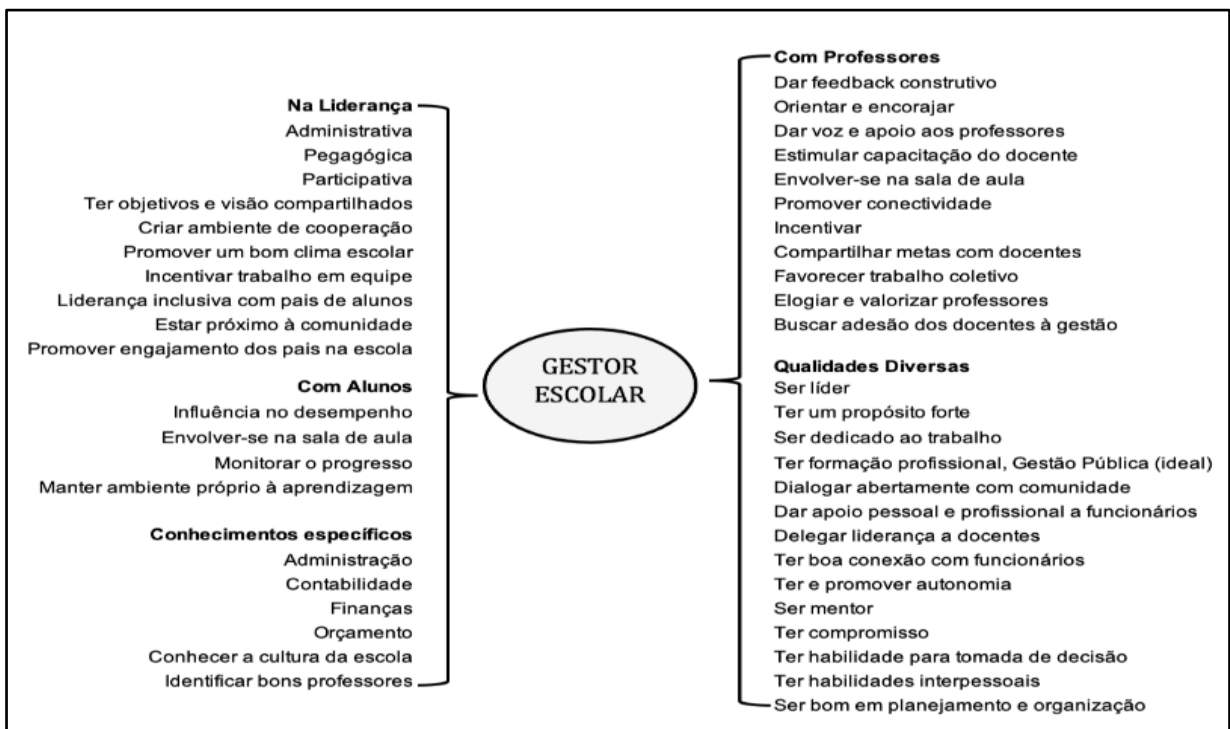 Na Liderança
Administrativa
Pegagógica
Participativa
Ter objetivos e visão compartilhados
Criar ambiente de cooperação
Promover um bom clima escolar
Incentivar trabalho em equipe
Liderança inclusiva com pais de alunos
Estar próximo à comunidade
Promover engajamento dos pais na escola
Com Alunos
Influência no desempenho
Envolver-se na sala de aula
Monitorar o progresso
Manter ambiente próprio à aprendizagem
Conhecimentos específicos
Administração
Contabilidade
Finanças
Orçamento
Conhecer a cultura da escola
Identificar bons professores
GESTOR
ESCOLAR
Com Professores
Dar feedback construtivo
Orientar e encorajar
Dar voz e apoio aos professores
Estimular capacitação do docente
Envolver-se na sala de aula
Promover conectividade
Incentivar
Compartilhar metas com docentes
Favorecer trabalho coletivo
Elogiar e valorizar professores
Buscar adesão dos docentes à gestão
Qualidades Diversas
Ser líder
Ter um propósito forte
Ser dedicado ao trabalho
Ter formação profissional, Gestão Pública (ideal)
Dialogar abertamente com comunidade
Dar apoio pessoal e profissional a funcionários
Delegar liderança a docentes
Ter boa conexão com funcionários
Ter e promover autonomia
Ser mentor
Ter compromisso
Ter habilidade para tomada de decisão
Ter habilidades interpessoais
Ser bom em planejamento e organização